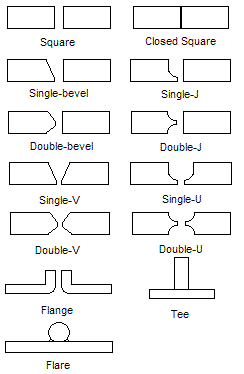 Square
Closed Square
Single-bevel
Single-J
Double-bevel
Double-J
Single-V
Single-U
Double-V
Double-U
Flange
Tee
Flare